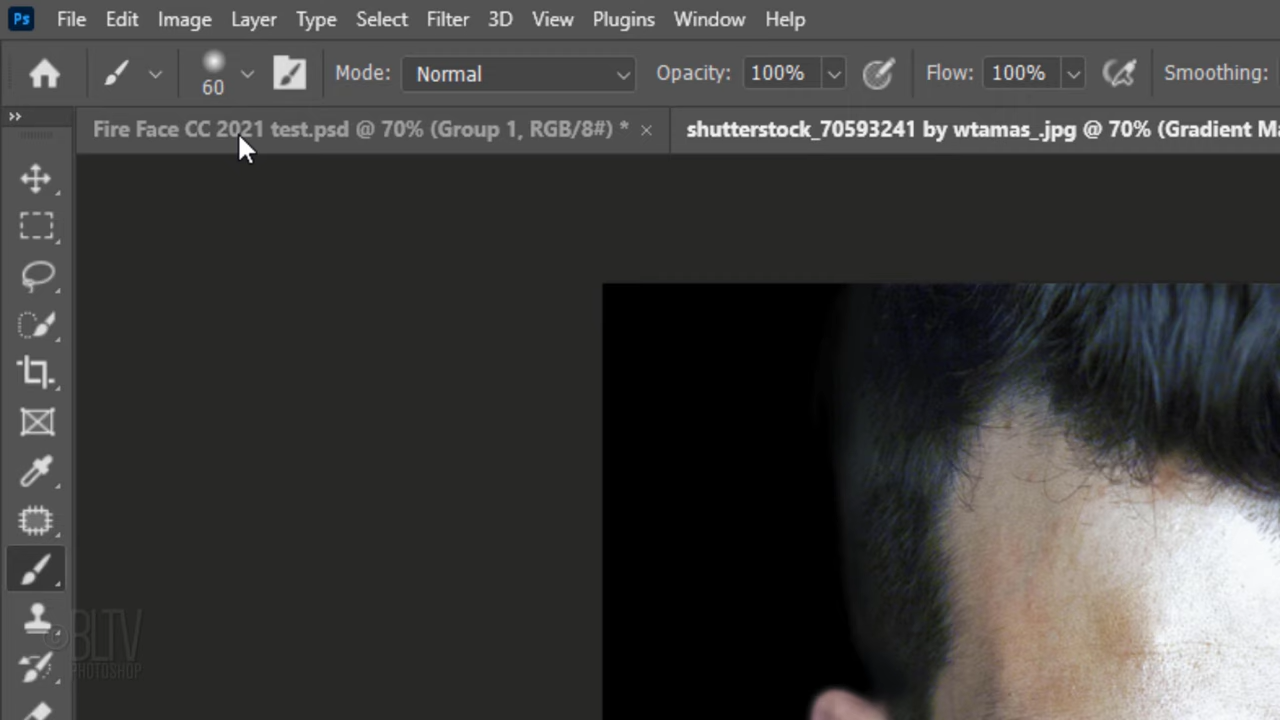 Ps File Edit Image Layer Type Select Filter 3D View Plugins Window Help
60 Mode: Normal Opacity: 100% Flow: 100% Smoothing:
Fire Face CC 2021 test.psd @ 70% (Group 1, RGB/8#) * × shutterstock_70593241 by wtamas_.jpg @ 70% (Gradient Ma
© BLTV
PHOTOSHOP